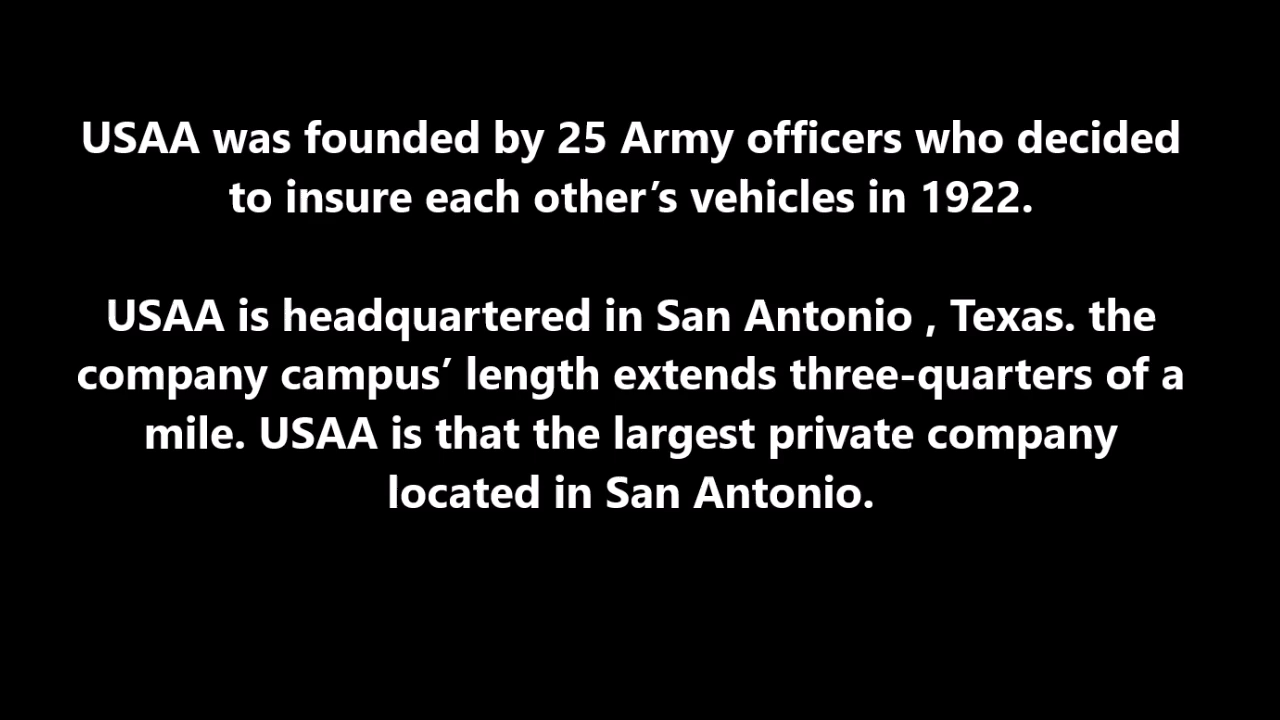 USAA was founded by 25 Army officers who decided
to insure each other’s vehicles in 1922.
USAA is headquartered in San Antonio , Texas. the
company campus’ length extends three-quarters of a
mile. USAA is that the largest private company
located in San Antonio.